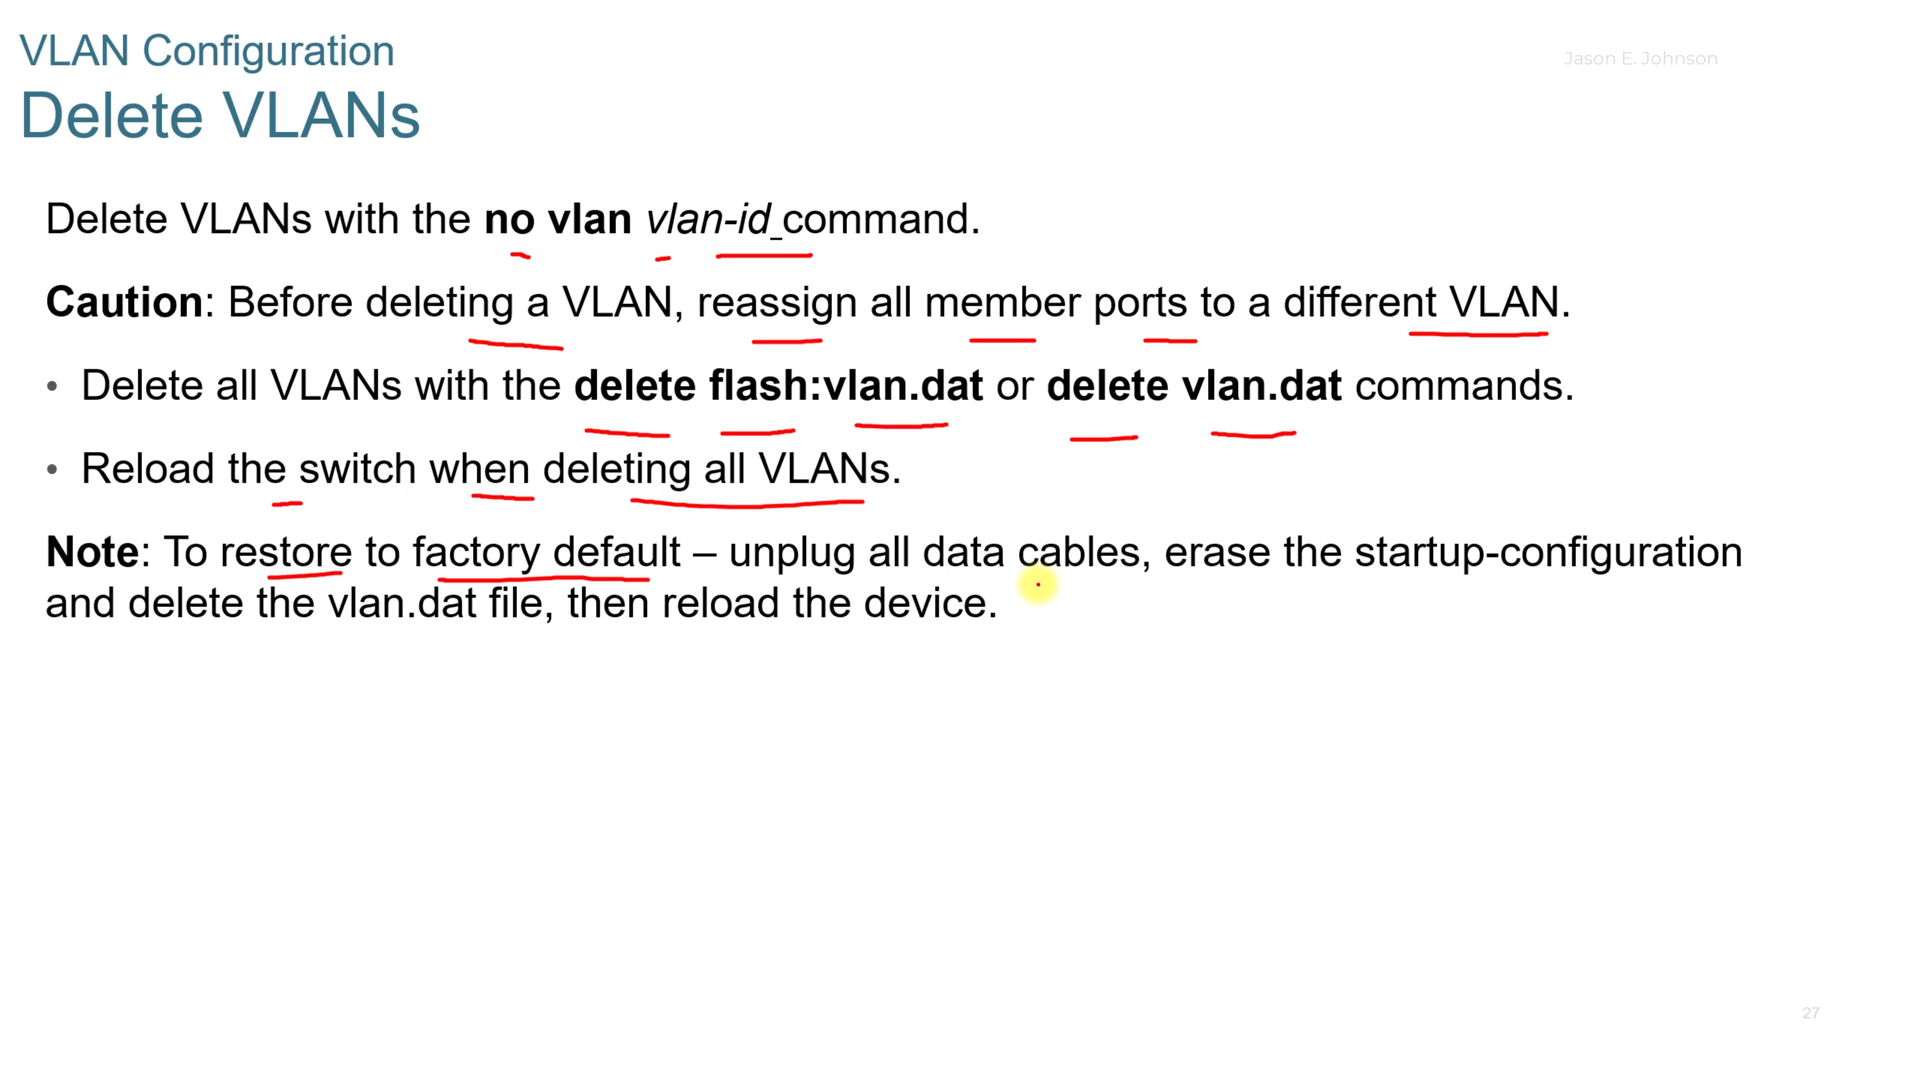 VLAN Configuration
Jason E. Johnson
Delete VLANs
Delete VLANs with the no vlan vlan-id command.
Caution: Before deleting a VLAN, reassign all member ports to a different VLAN.
• Delete all VLANs with the delete flash:vlan.dat or delete vlan.dat commands.
• Reload the switch when deleting all VLANs.
Note: To restore to factory default – unplug all data cables, erase the startup-configuration
and delete the vlan.dat file, then reload the device.
27